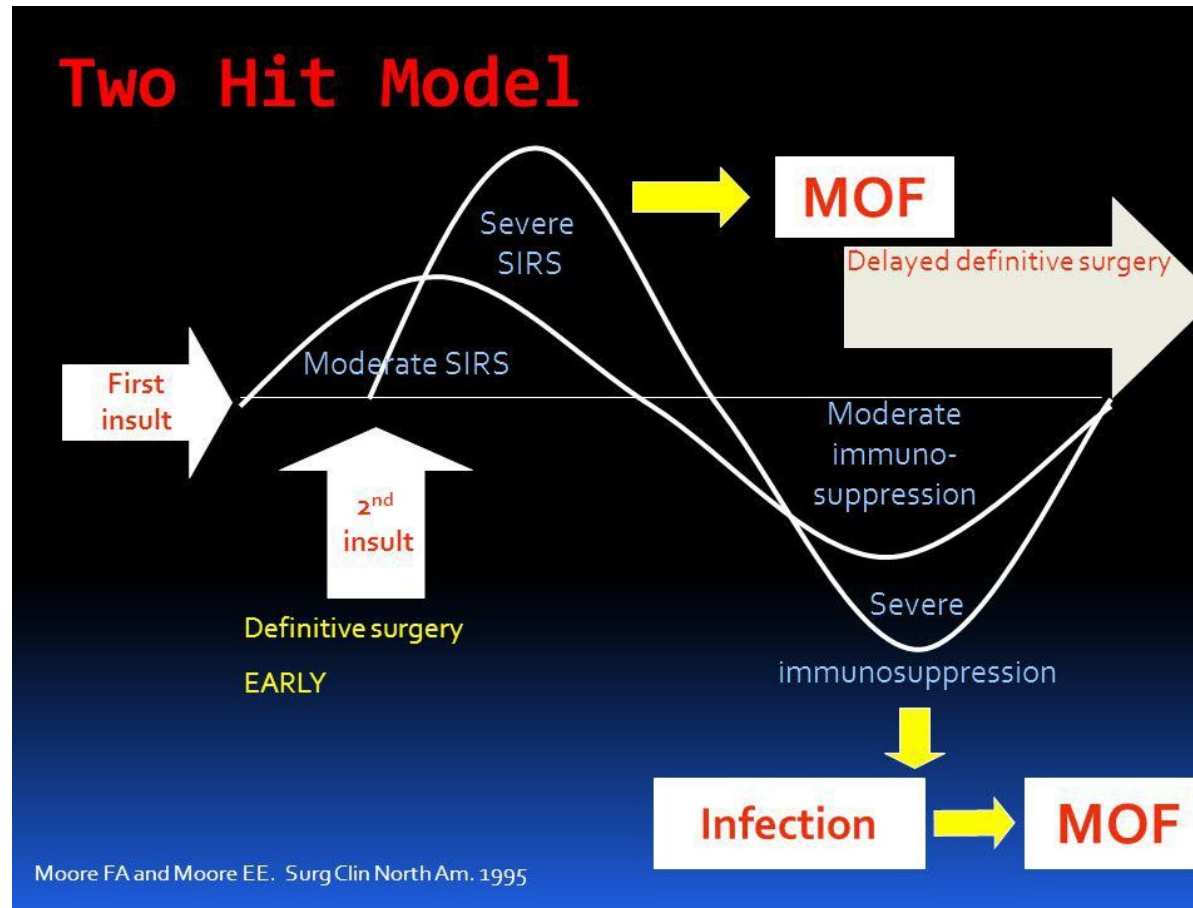 Two Hit Model
Severe
SIRS
MOF
Delayed definitive surgery
Moderate SIRS
First
insult
Moderate
immuno-
suppression
2nd
insult
Severe
Definitive surgery
immunosuppression
EARLY
Infection
MOF
Moore FA and Moore EE. Surg Clin North Am. 1995